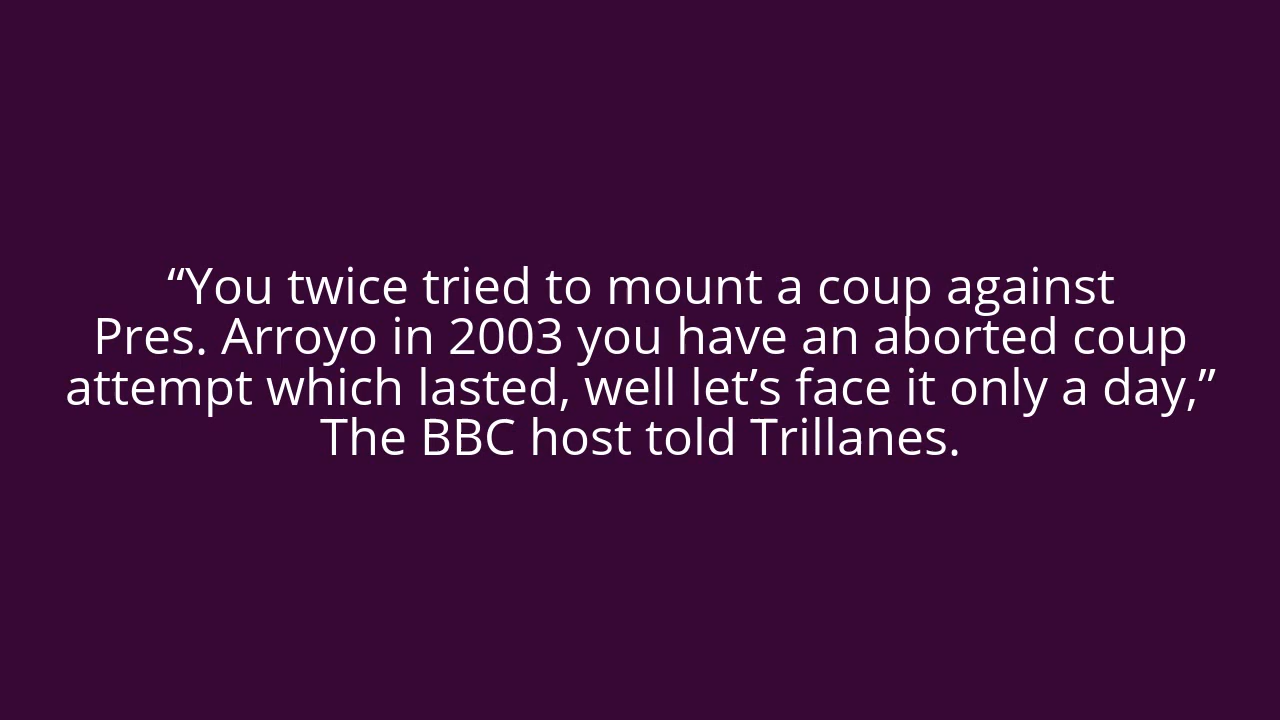 “You twice tried to mount a coup against
Pres. Arroyo in 2003 you have an aborted coup
attempt which lasted, well let’s face it only a day,”
The BBC host told Trillanes.